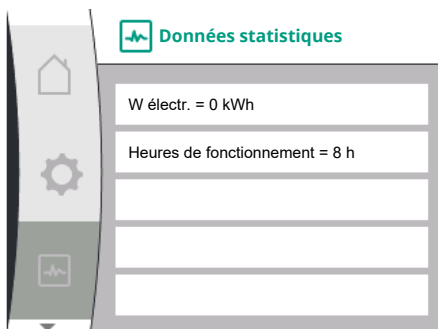 Données statistiques
W électr. = 0 kWh
Heures de fonctionnement = 8 h